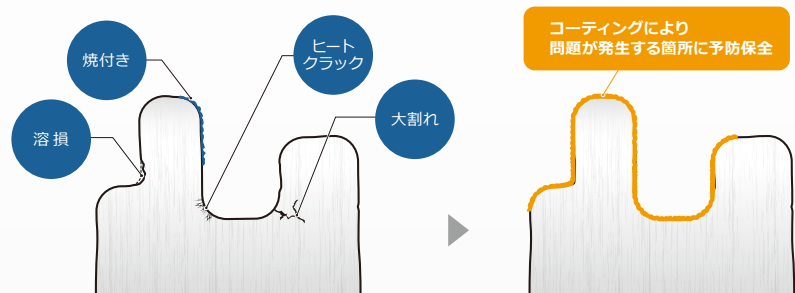 焼付き
ヒート
クラック
溶損
大割れ
コーティングにより
問題が発生する箇所に予防保全